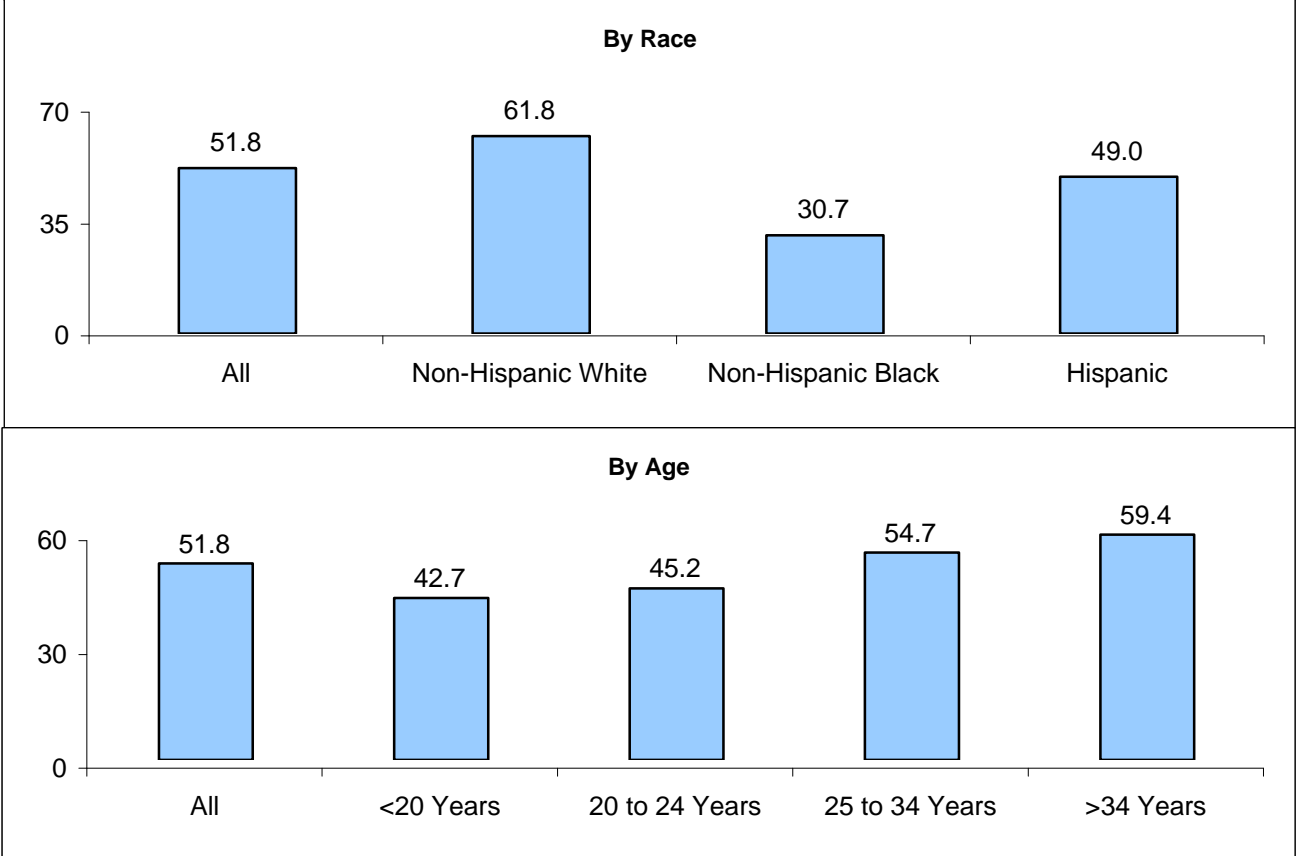 By Race
70
35
0
51.8
61.8
30.7
49.0
All
Non-Hispanic White
Non-Hispanic Black
Hispanic
By Age
60
30
0
51.8
42.7
45.2
54.7
59.4
All
<20 Years
20 to 24 Years
25 to 34 Years
>34 Years